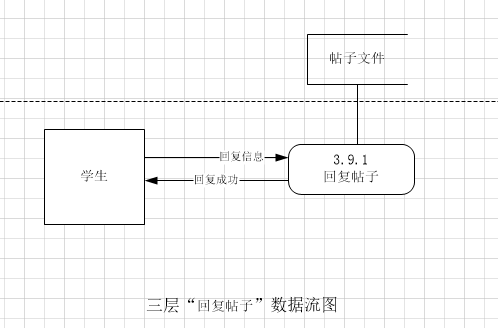 帖子文件
回复信息
3.9.1
回复帖子
学生
回复成功
三层“回复帖子”数据流图